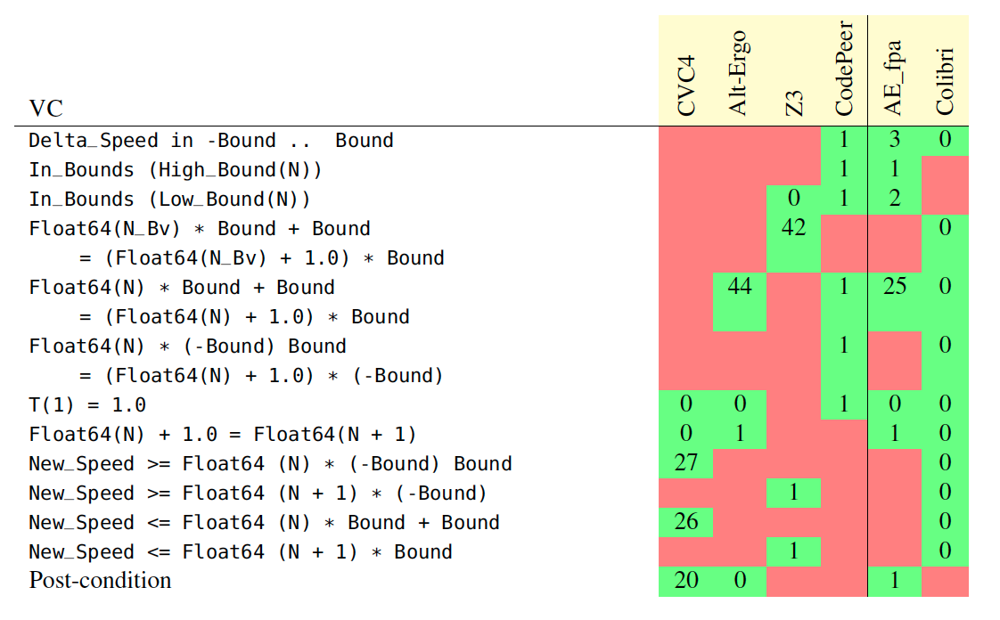 VC CVC4 Alt-Ergo Z3 CodePeer AE_fpa Colibri
Delta_Speed in -Bound .. Bound 1 3 0
In_Bounds (High_Bound(N)) 1 1
In_Bounds (Low_Bound(N)) 0 1 2
Float64(N_Bv) * Bound + Bound 42 0
= (Float64(N_Bv) + 1.0) * Bound
Float64(N) * Bound + Bound 44 1 25 0
= (Float64(N) + 1.0) * Bound
Float64(N) * (-Bound) Bound 1 0
= (Float64(N) + 1.0) * (-Bound)
T(1) = 1.0 0 0 1 0 0
Float64(N) + 1.0 = Float64(N + 1) 0 1 1 0
New_Speed >= Float64 (N) * (-Bound) Bound 27 0
New_Speed >= Float64 (N + 1) * (-Bound) 1 0
New_Speed <= Float64 (N) * Bound + Bound 26 0
New_Speed <= Float64 (N + 1) * Bound 1 0
Post-condition 20 0 1